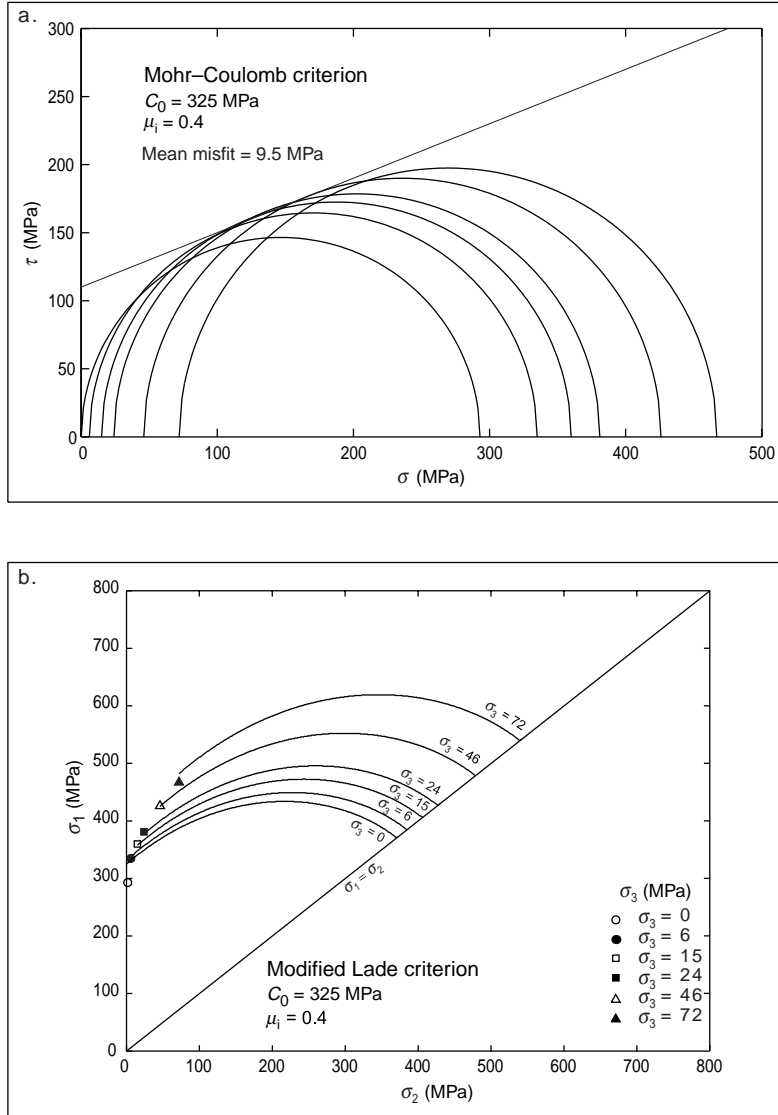 a.
300
250
200
150
100
50
0
τ (MPa)
Mohr–Coulomb criterion
C0 = 325 MPa
μi = 0.4
Mean misfit = 9.5 MPa
0
100
200
300
400
500
σ (MPa)
b.
800
700
600
500
400
300
200
100
0
σ1 (MPa)
σ3 = 72
σ3 = 46
σ3 = 24
σ3 = 15
σ3 = 6
σ3 = 0
σ1 = σ2
σ3 (MPa)
σ3 = 0
σ3 = 6
σ3 = 15
σ3 = 24
σ3 = 46
σ3 = 72
Modified Lade criterion
C0 = 325 MPa
μi = 0.4
0
100
200
300
400
500
600
700
800
σ2 (MPa)